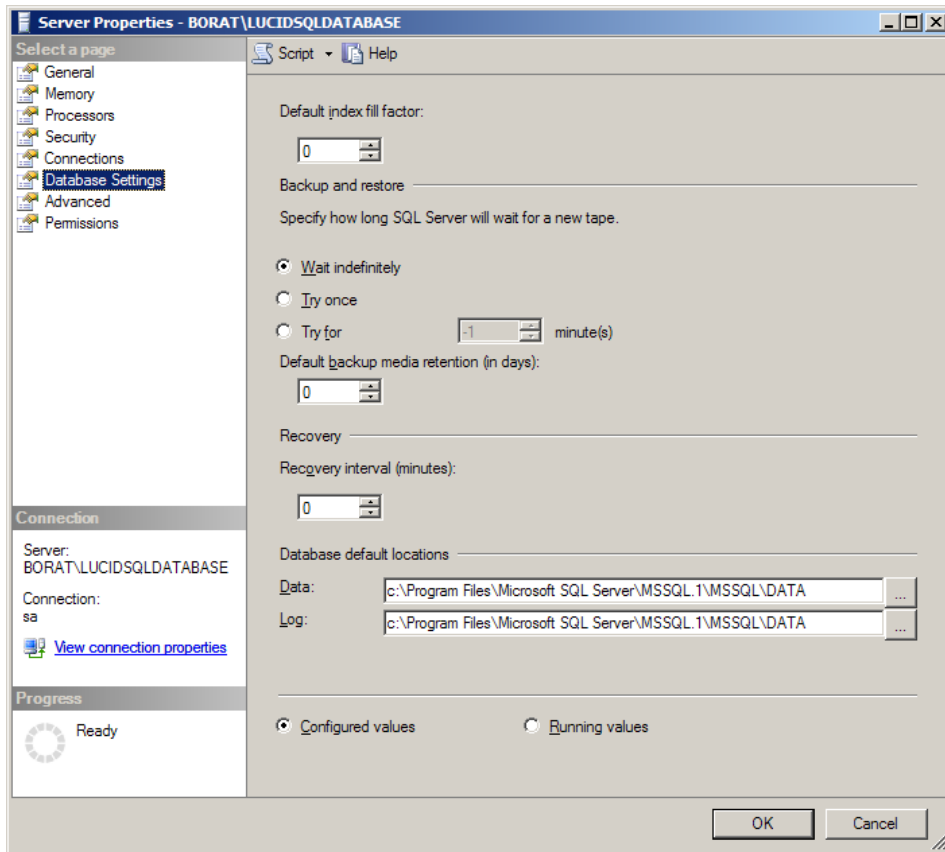 Server Properties - BORAT\LUCIDSQLDATABASE
Select a page
General
Memory
Processors
Security
Connections
Database Settings
Advanced
Permissions
Script
Help
Default index fill factor:
0
Backup and restore
Specify how long SQL Server will wait for a new tape.
Wait indefinitely
Try once
Try for -1 minute(s)
Default backup media retention (in days):
0
Recovery
Recovery interval (minutes):
0
Database default locations
Data: c:\Program Files\Microsoft SQL Server\MSSQL.1\MSSQL\DATA ...
Log: c:\Program Files\Microsoft SQL Server\MSSQL.1\MSSQL\DATA ...
Configured values
Running values
Connection
Server:
BORAT\LUCIDSQLDATABASE
Connection:
sa
View connection properties
Progress
Ready
OK
Cancel